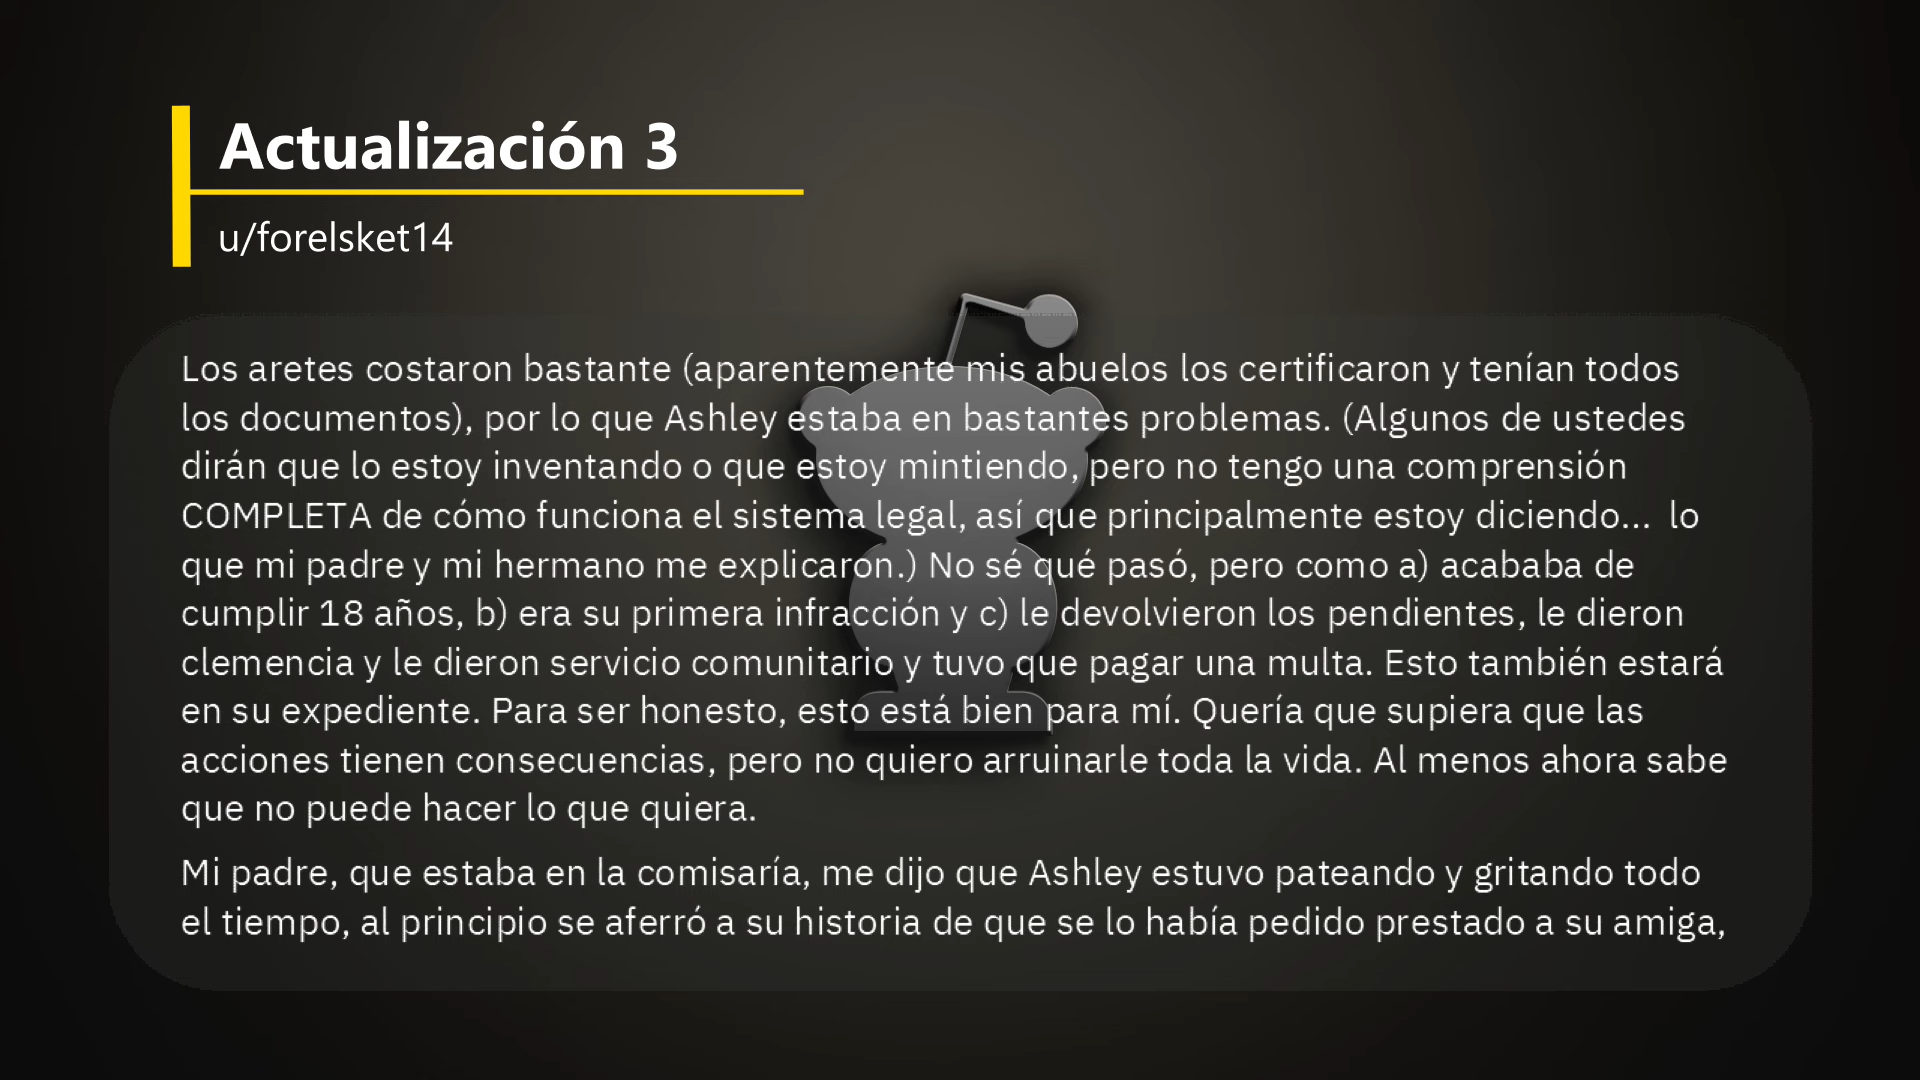 Actualización 3
u/forelsket14
Los aretes costaron bastante (aparentemente mis abuelos los certificaron y tenían todos
los documentos), por lo que Ashley estaba en bastantes problemas. (Algunos de ustedes
dirán que lo estoy inventando o que estoy mintiendo, pero no tengo una comprensión
COMPLETA de cómo funciona el sistema legal, así que principalmente estoy diciendo... lo
que mi padre y mi hermano me explicaron.) No sé qué pasó, pero como a) acababa de
cumplir 18 años, b) era su primera infracción y c) le devolvieron los pendientes, le dieron
clemencia y le dieron servicio comunitario y tuvo que pagar una multa. Esto también estará
en su expediente. Para ser honesto, esto está bien para mí. Quería que supiera que las
acciones tienen consecuencias, pero no quiero arruinarle toda la vida. Al menos ahora sabe
que no puede hacer lo que quiera.
Mi padre, que estaba en la comisaría, me dijo que Ashley estuvo pateando y gritando todo
el tiempo, al principio se aferró a su historia de que se lo había pedido prestado a su amiga,